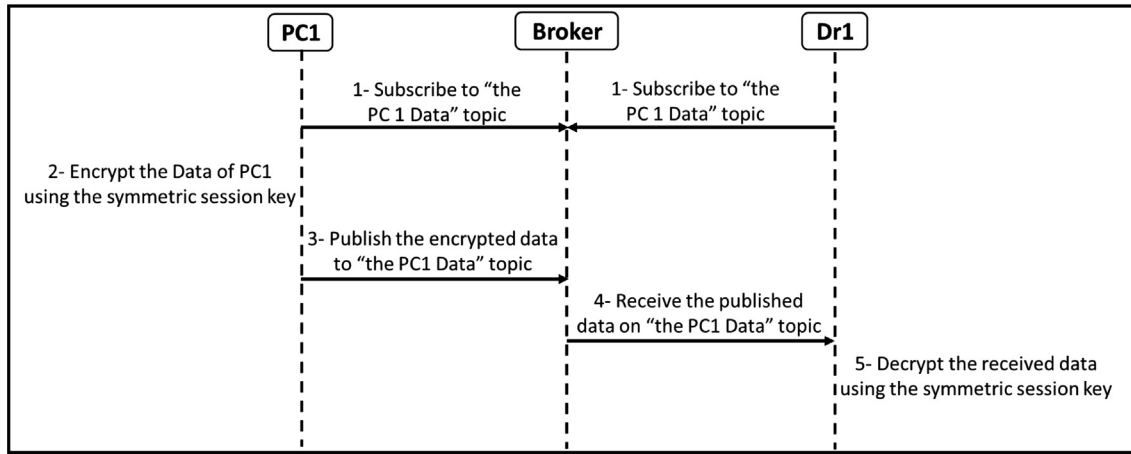 PC1
Broker
Dr1
1- Subscribe to “the
PC 1 Data” topic
1- Subscribe to “the
PC 1 Data” topic
2- Encrypt the Data of PC1
using the symmetric session key
3- Publish the encrypted data
to “the PC1 Data” topic
4- Receive the published
data on “the PC1 Data” topic
5- Decrypt the received data
using the symmetric session key